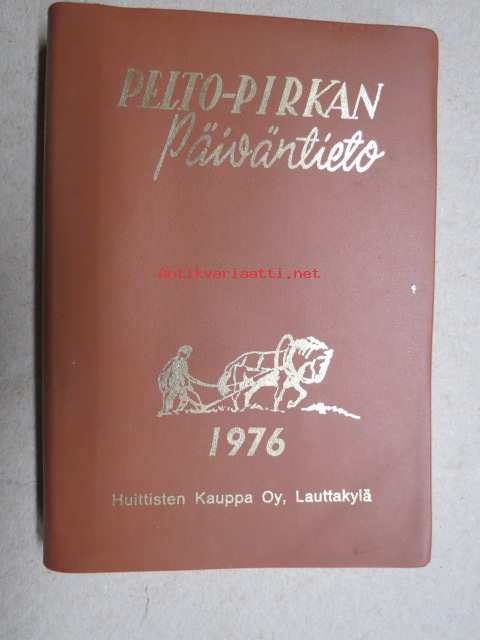 PELTO-PIRKAN
Päiväntieto
Antikvariaatti.net
1976
Huittisten Kauppa Oy, Lauttakylä